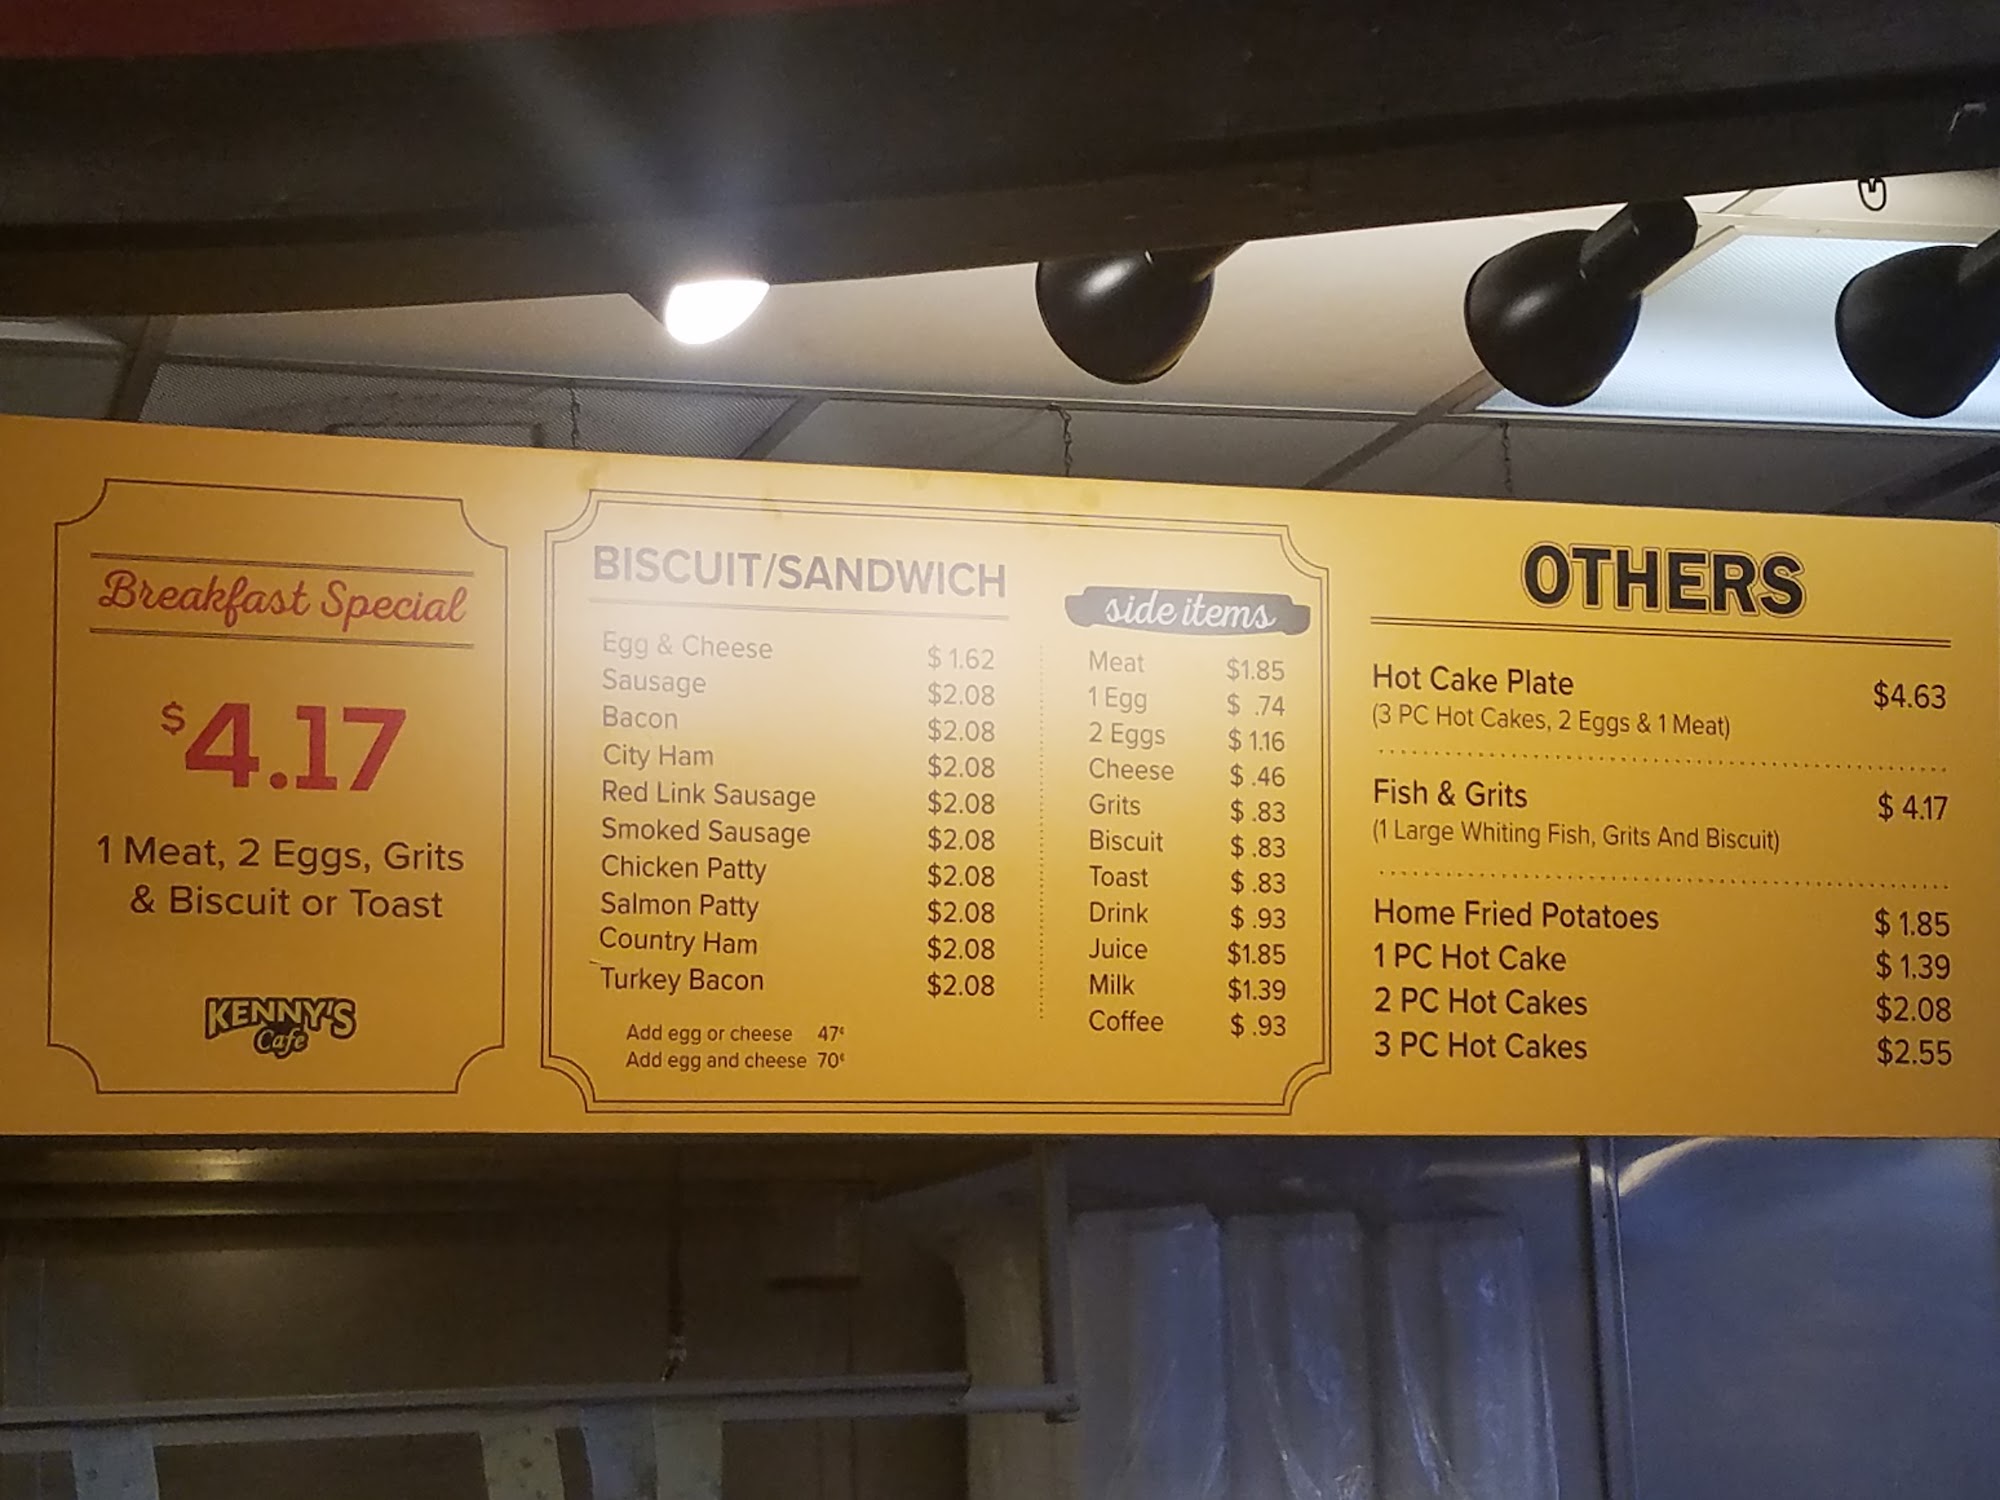 Breakfast Special
$4.17
1 Meat, 2 Eggs, Grits
& Biscuit or Toast
KENNY'S
Cafe
BISCUIT/SANDWICH
Egg & Cheese $1.62
Sausage $2.08
Bacon $2.08
City Ham $2.08
Red Link Sausage $2.08
Smoked Sausage $2.08
Chicken Patty $2.08
Salmon Patty $2.08
Country Ham $2.08
Turkey Bacon $2.08
Add egg or cheese 47¢
Add egg and cheese 70¢
side items
Meat $1.85
1 Egg $ .74
2 Eggs $1.16
Cheese $ .46
Grits $ .83
Biscuit $ .83
Toast $ .83
Drink $ .93
Juice $1.85
Milk $1.39
Coffee $ .93
OTHERS
Hot Cake Plate $4.63
(3 PC Hot Cakes, 2 Eggs & 1 Meat)
Fish & Grits $4.17
(1 Large Whiting Fish, Grits And Biscuit)
Home Fried Potatoes $1.85
1 PC Hot Cake $1.39
2 PC Hot Cakes $2.08
3 PC Hot Cakes $2.55